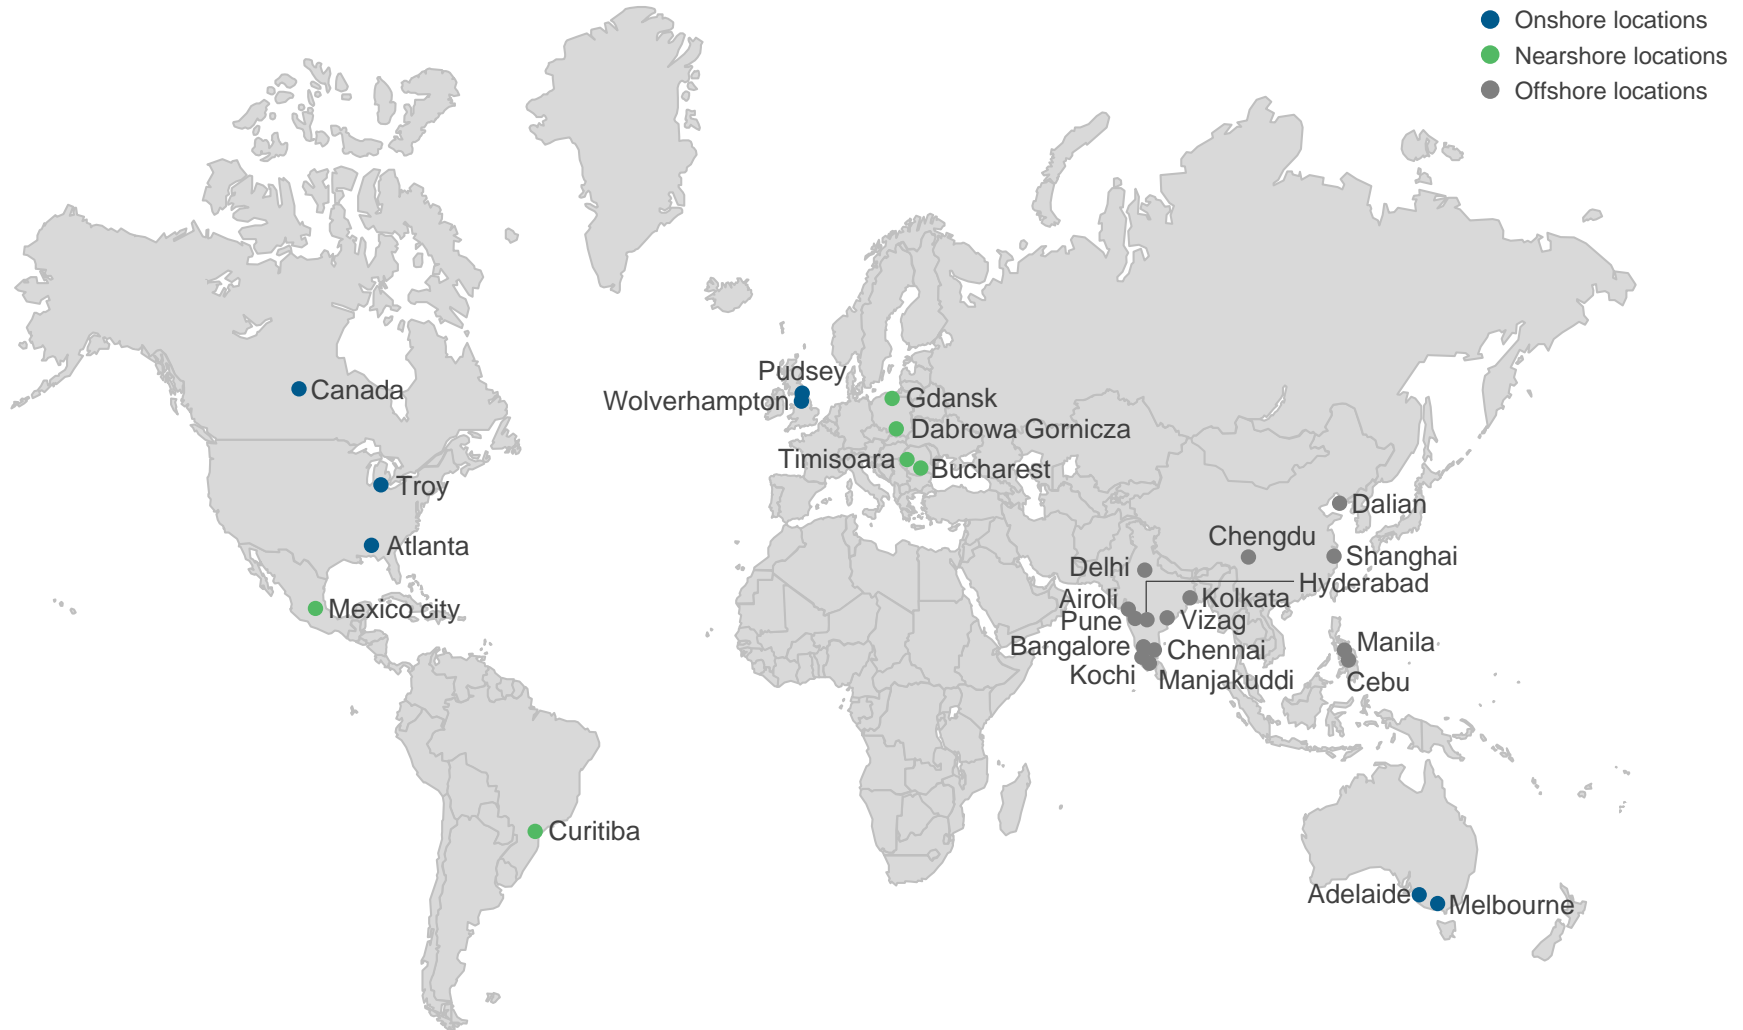 Onshore locations
Nearshore locations
Offshore locations
Pudsey
Canada
Wolverhampton
Gdansk
Dabrowa Gornicza
Timisoara
Bucharest
Troy
Dalian
Atlanta
Chengdu
Shanghai
Delhi
Hyderabad
Airoli
Kolkata
Mexico city
Pune
Vizag
Bangalore
Chennai
Manila
Kochi
Manjakuddi
Cebu
Curitiba
Adelaide
Melbourne